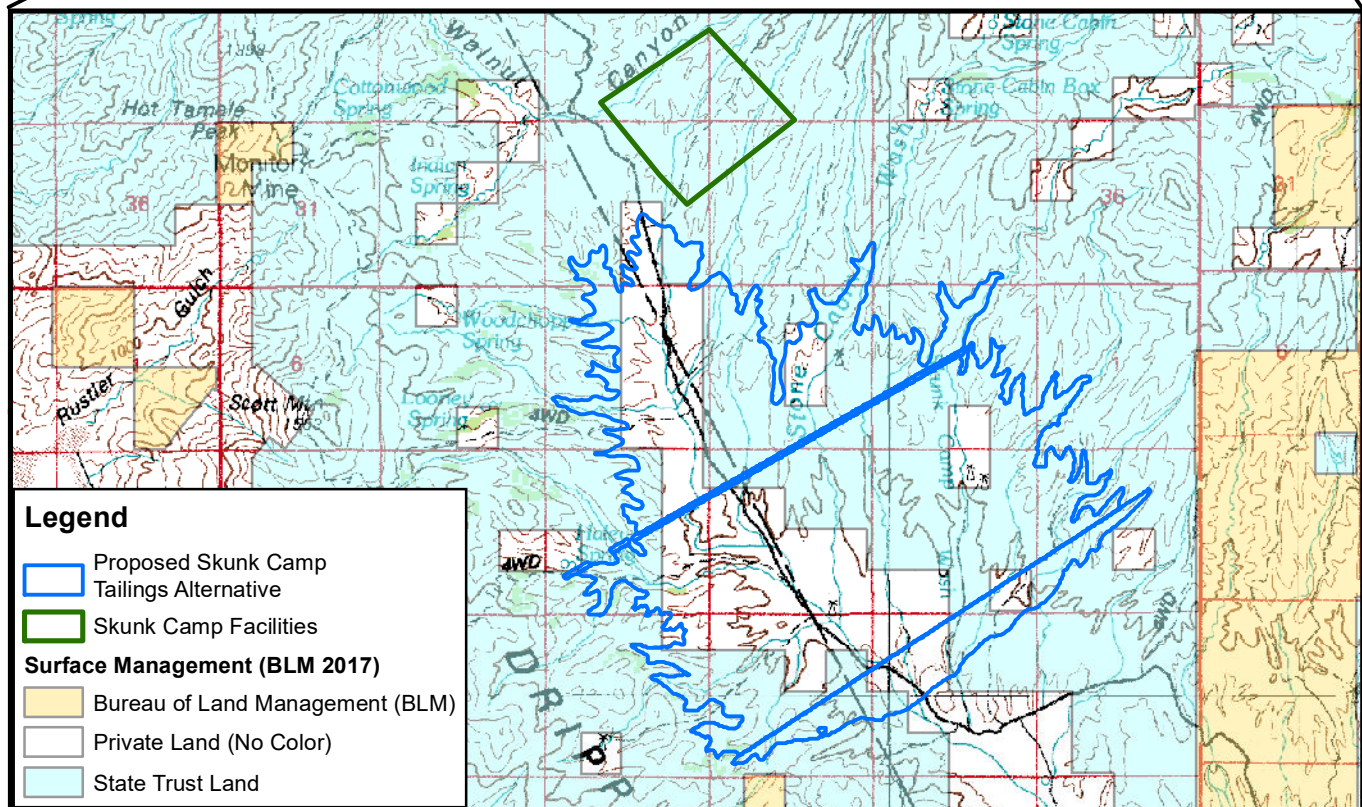 Spring
Walnut
Canyon
Stone Cabin
Spring
Cottonwood
Spring
Stone Cabin Box
Spring
4WD
Hot Tamale
Peak
Monitor
Mine
Indian
Spring
Wash
36
31
36
31
Gulch
Woodchopper
Spring
Stone
6
6
Rustler
Scott
Looney
Spring
4WD
Camp
4WD
4WD
DRIPP
Legend
Proposed Skunk Camp
Tailings Alternative
Skunk Camp Facilities
Surface Management (BLM 2017)
Bureau of Land Management (BLM)
Private Land (No Color)
State Trust Land